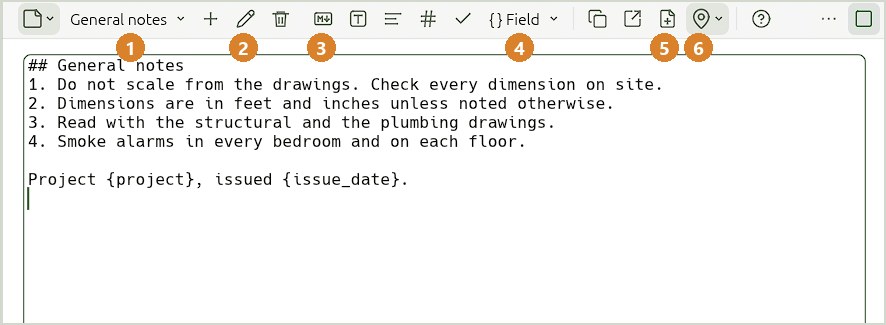 General notes
{} Field
1 2 3 4 5 6
## General notes
1. Do not scale from the drawings. Check every dimension on site.
2. Dimensions are in feet and inches unless noted otherwise.
3. Read with the structural and the plumbing drawings.
4. Smoke alarms in every bedroom and on each floor.
Project {project}, issued {issue_date}.